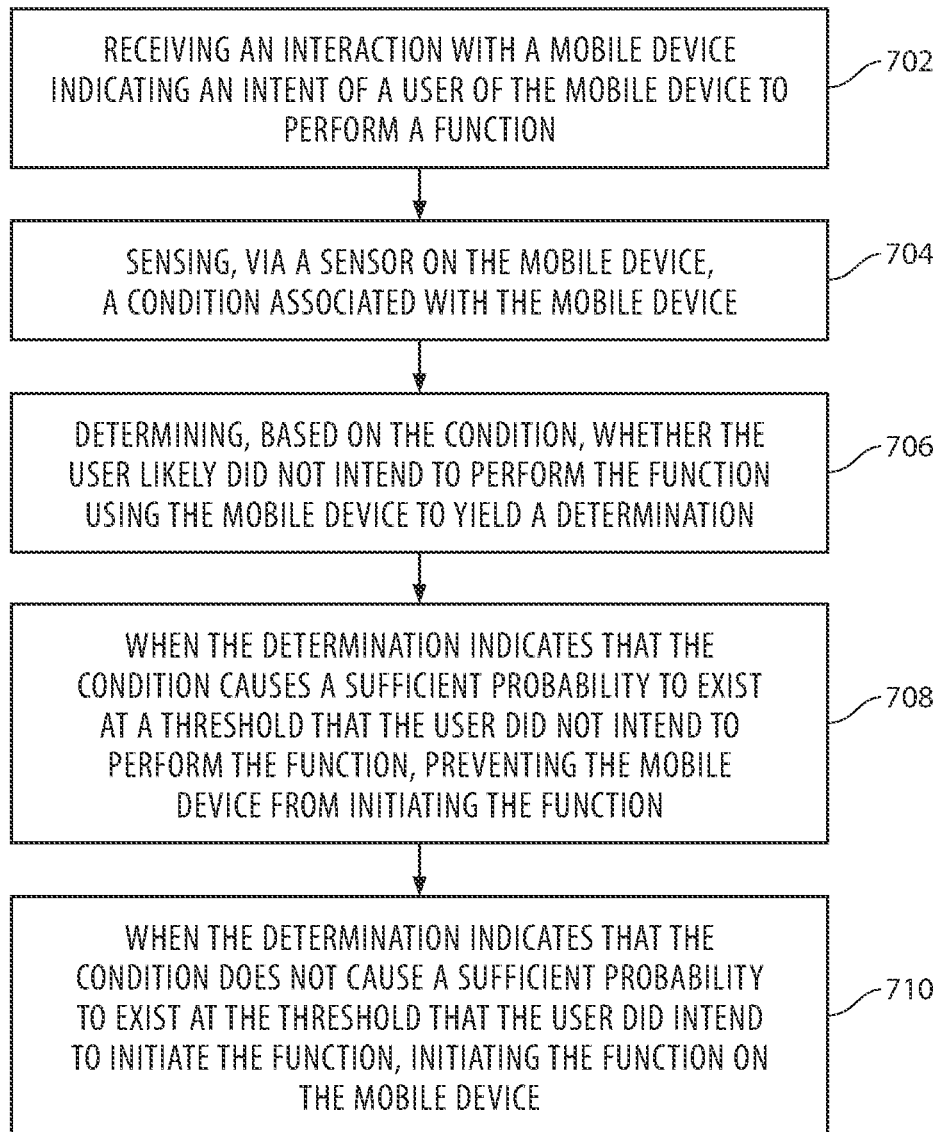 RECEIVING AN INTERACTION WITH A MOBILE DEVICE
INDICATING AN INTENT OF A USER OF THE MOBILE DEVICE TO
PERFORM A FUNCTION
702
SENSING, VIA A SENSOR ON THE MOBILE DEVICE,
A CONDITION ASSOCIATED WITH THE MOBILE DEVICE
704
DETERMINING, BASED ON THE CONDITION, WHETHER THE
USER LIKELY DID NOT INTEND TO PERFORM THE FUNCTION
USING THE MOBILE DEVICE TO YIELD A DETERMINATION
706
WHEN THE DETERMINATION INDICATES THAT THE
CONDITION CAUSES A SUFFICIENT PROBABILITY TO EXIST
AT A THRESHOLD THAT THE USER DID NOT INTEND TO
PERFORM THE FUNCTION, PREVENTING THE MOBILE
DEVICE FROM INITIATING THE FUNCTION
708
WHEN THE DETERMINATION INDICATES THAT THE
CONDITION DOES NOT CAUSE A SUFFICIENT PROBABILITY
TO EXIST AT THE THRESHOLD THAT THE USER DID INTEND
TO INITIATE THE FUNCTION, INITIATING THE FUNCTION ON
THE MOBILE DEVICE
710